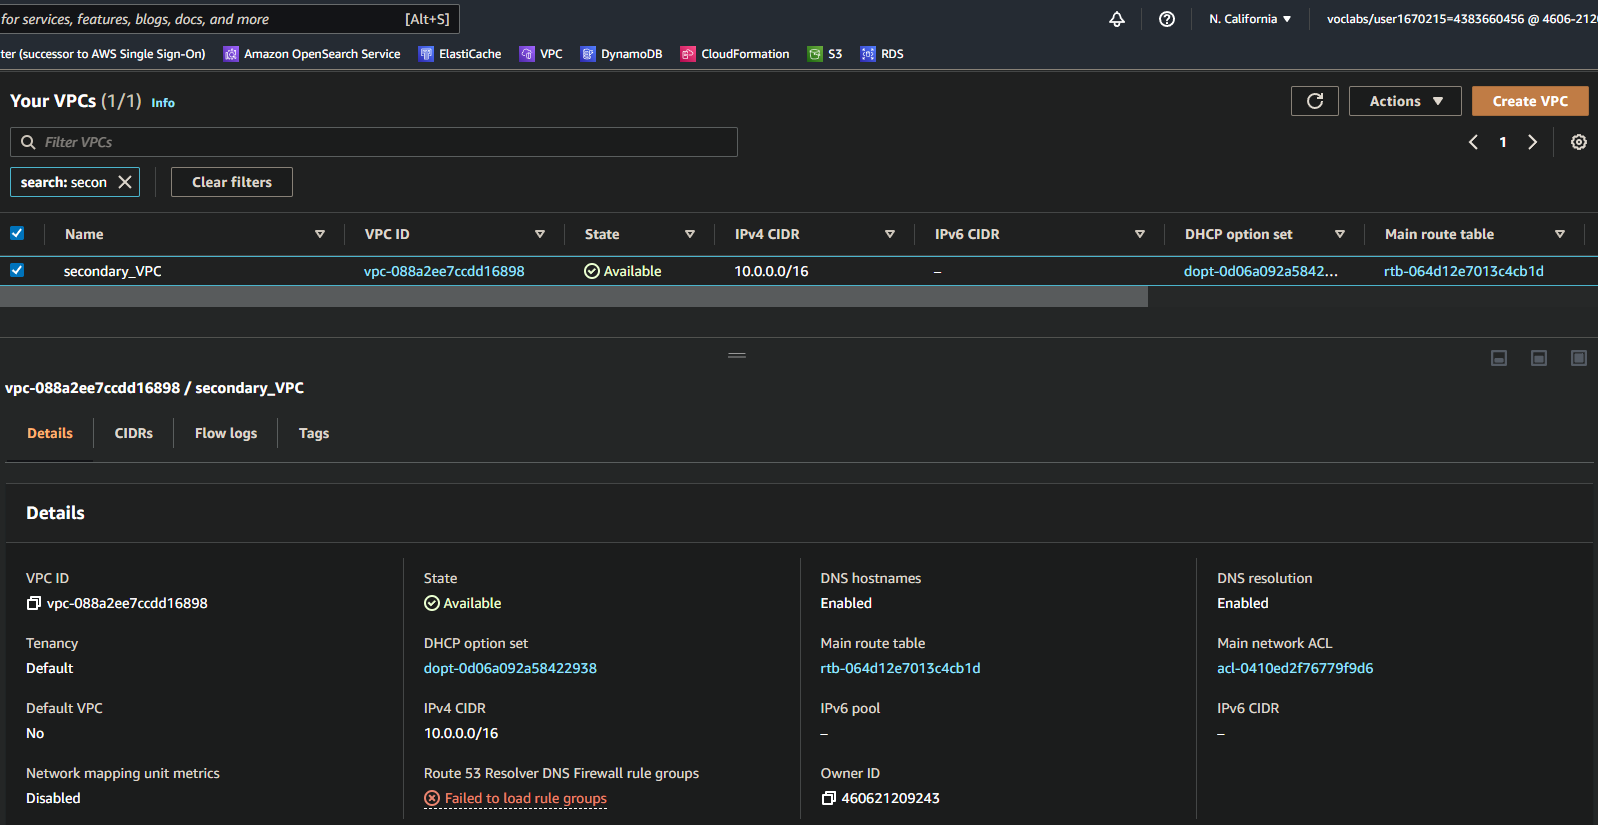 for services, features, blogs, docs, and more [Alt+S] N. California voclabs/user1670215=4383660456 @ 4606-212
ter (successor to AWS Single Sign-On) Amazon OpenSearch Service ElastiCache VPC DynamoDB CloudFormation S3 RDS
Your VPCs (1/1) Info Actions Create VPC
Filter VPCs 1
search: secon Clear filters
Name VPC ID State IPv4 CIDR IPv6 CIDR DHCP option set Main route table
secondary_VPC vpc-088a2ee7ccdd16898 Available 10.0.0.0/16 – dopt-0d06a092a5842... rtb-064d12e7013c4cb1d
vpc-088a2ee7ccdd16898 / secondary_VPC
Details CIDRs Flow logs Tags
Details
VPC ID State DNS hostnames DNS resolution
vpc-088a2ee7ccdd16898 Available Enabled Enabled
Tenancy DHCP option set Main route table Main network ACL
Default dopt-0d06a092a58422938 rtb-064d12e7013c4cb1d acl-0410ed2f76779f9d6
Default VPC IPv4 CIDR IPv6 pool IPv6 CIDR
No 10.0.0.0/16 – –
Network mapping unit metrics Route 53 Resolver DNS Firewall rule groups Owner ID
Disabled Failed to load rule groups 460621209243